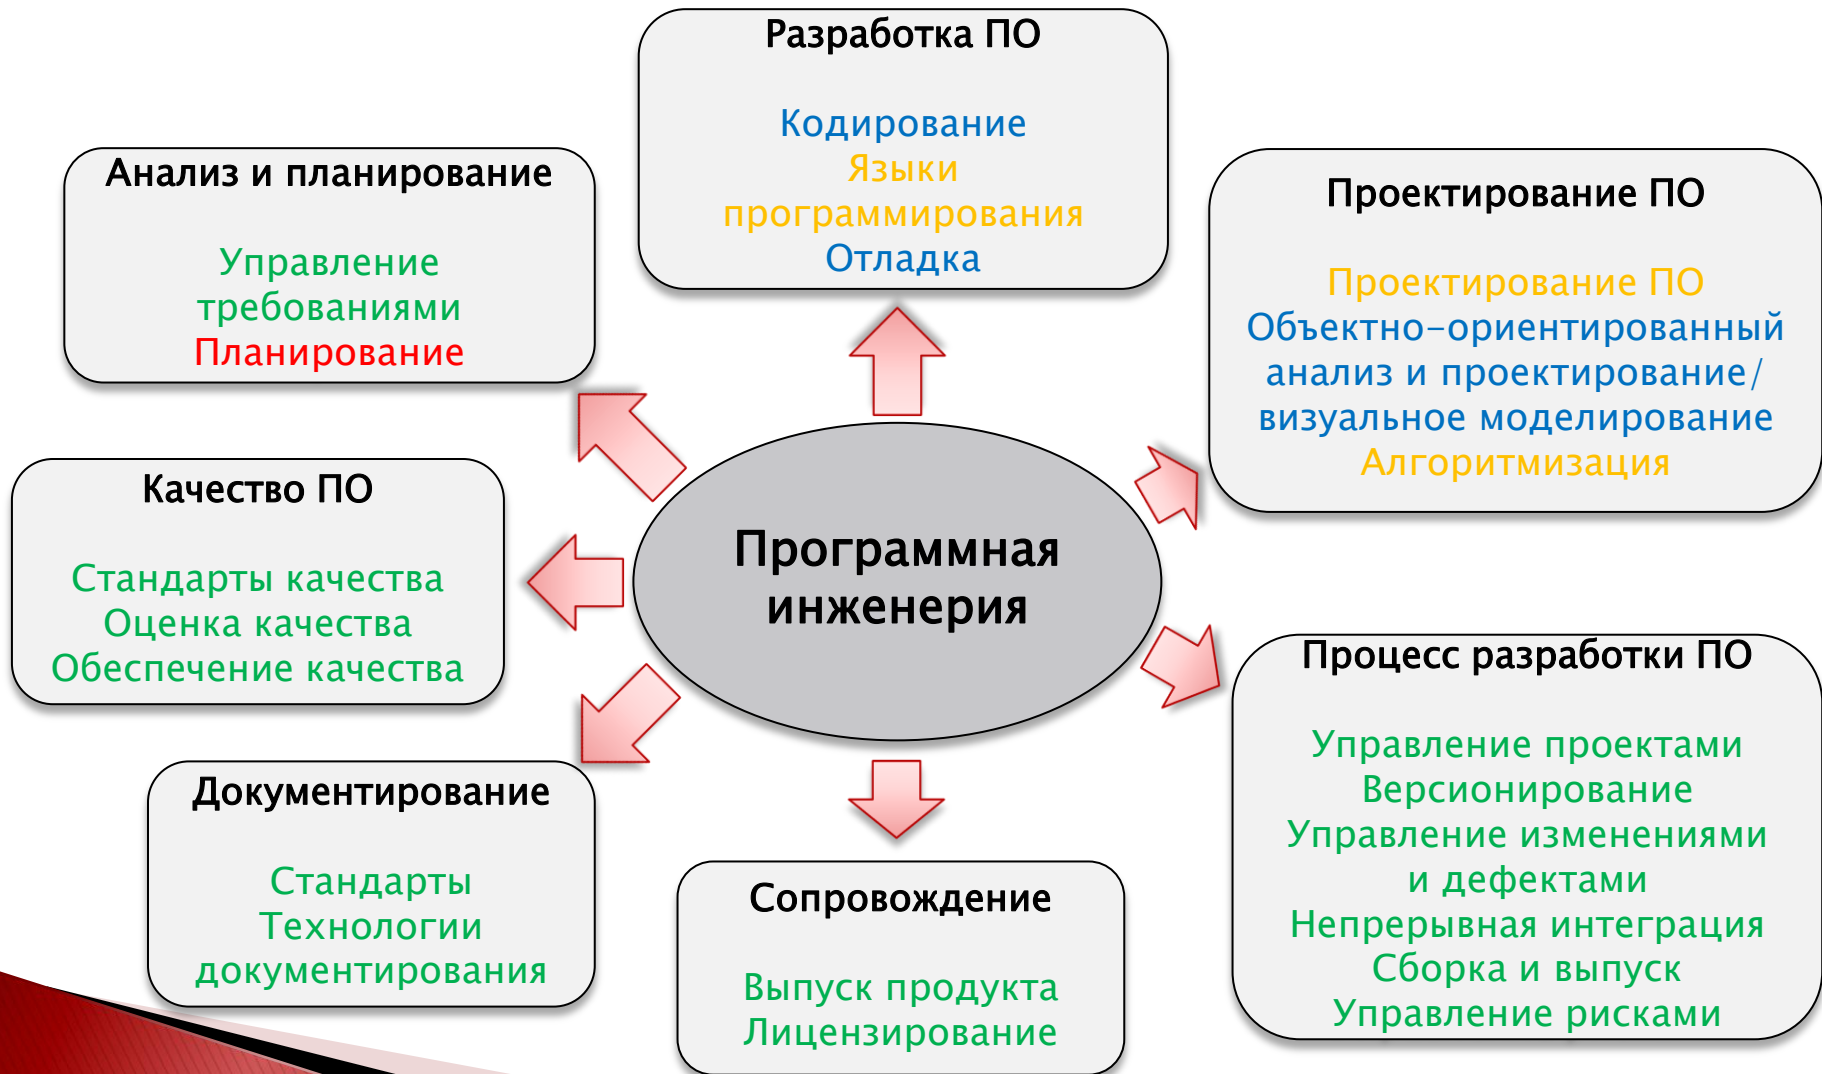 Разработка ПО
Кодирование
Языки
программирования
Отладка
Анализ и планирование
Управление
требованиями
Планирование
Проектирование ПО
Проектирование ПО
Объектно-ориентированный
анализ и проектирование/
визуальное моделирование
Алгоритмизация
Качество ПО
Стандарты качества
Оценка качества
Обеспечение качества
Программная
инженерия
Процесс разработки ПО
Управление проектами
Версионирование
Управление изменениями
и дефектами
Непрерывная интеграция
Сборка и выпуск
Управление рисками
Документирование
Стандарты
Технологии
документирования
Сопровождение
Выпуск продукта
Лицензирование